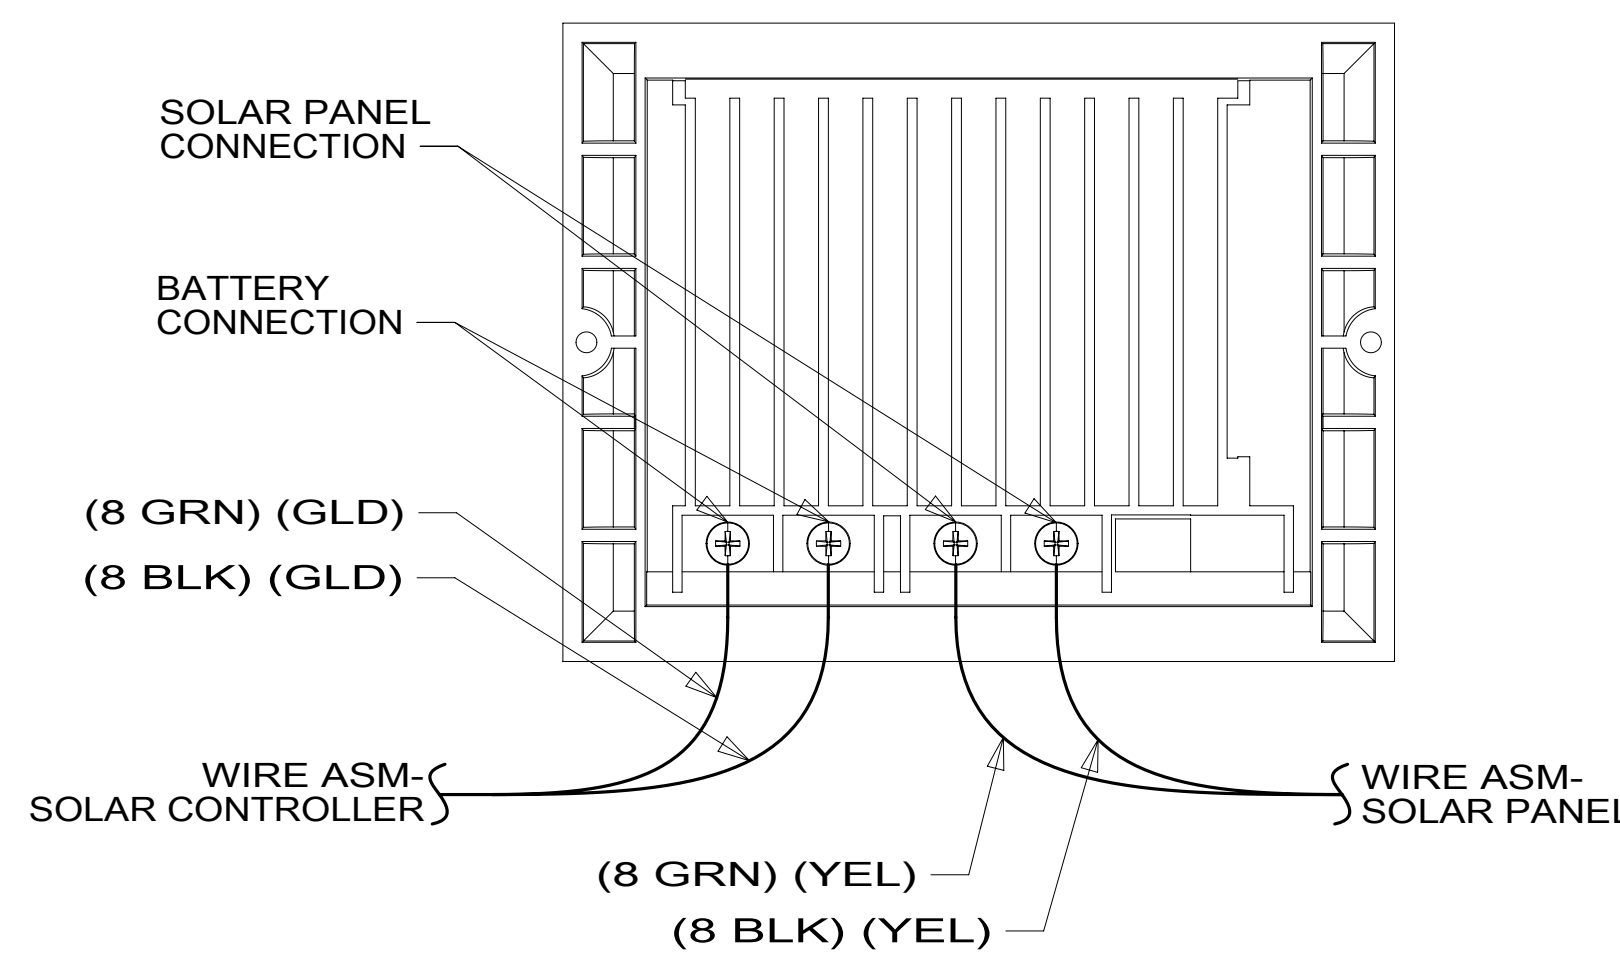 SOLAR PANEL
CONNECTION
BATTERY
CONNECTION
(8 GRN) (GLD)
(8 BLK) (GLD)
WIRE ASM-
SOLAR CONTROLLER
WIRE ASM-
SOLAR PANEL
(8 GRN) (YEL)
(8 BLK) (YEL)